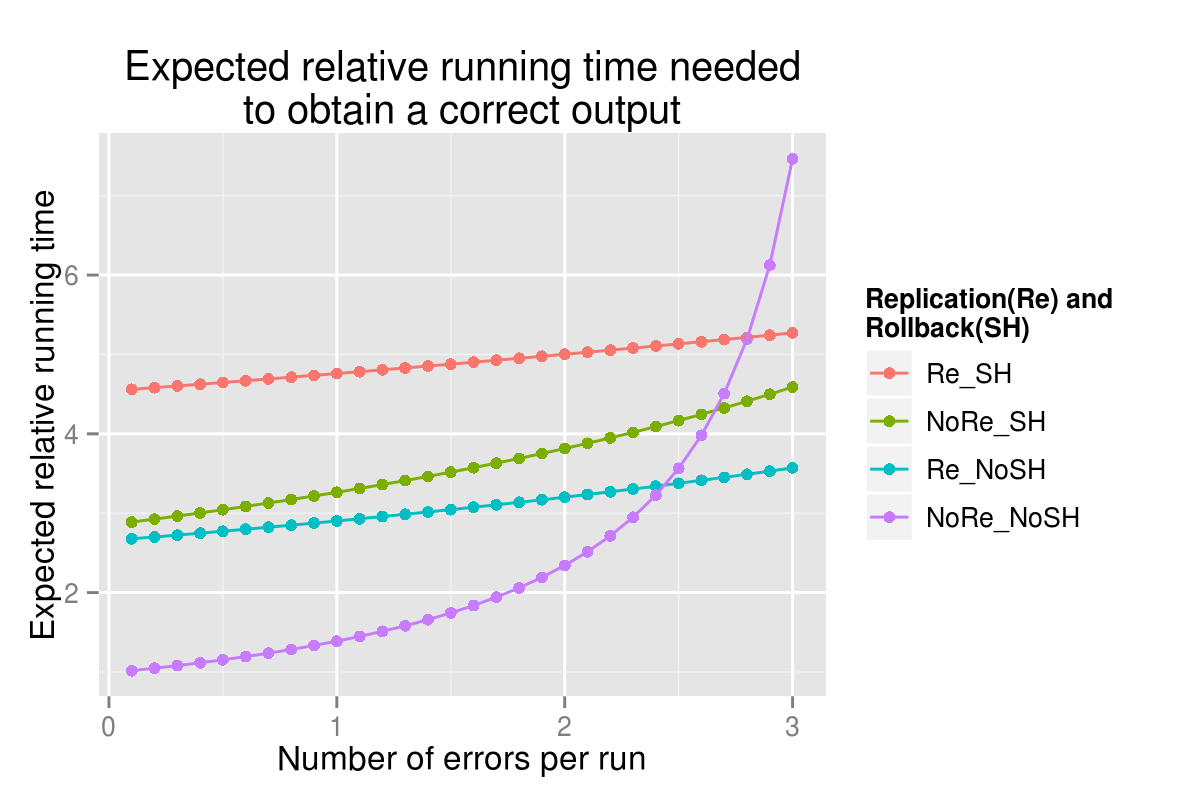 Expected relative running time needed
to obtain a correct output
Expected relative running time
6
4
2
0
1
2
3
Number of errors per run
Replication(Re) and
Rollback(SH)
Re_SH
NoRe_SH
Re_NoSH
NoRe_NoSH